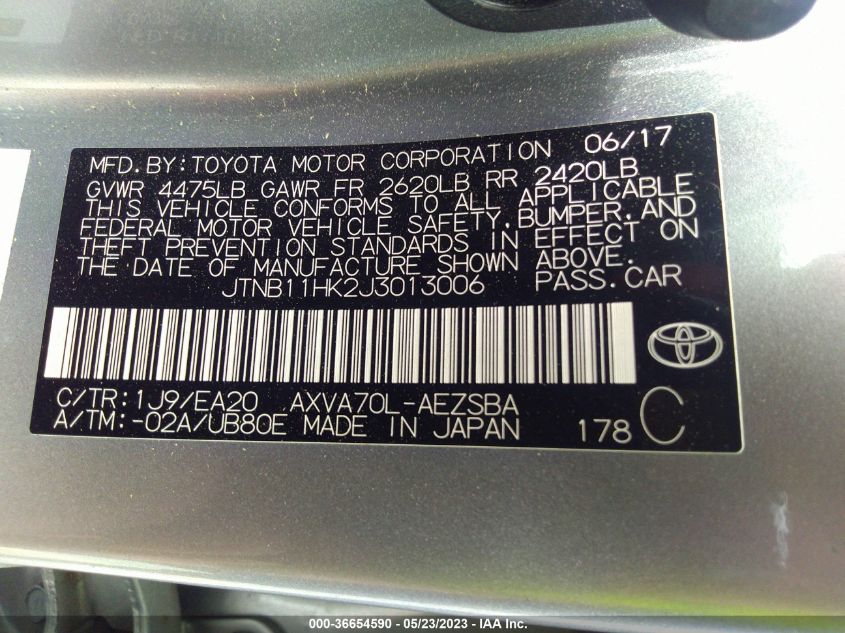 MFD.BY:TOYOTA MOTOR CORPORATION 06/17
GVWR 4475LB GAWR FR 2620LB RR 2420LB
THIS VEHICLE CONFORMS TO ALL APPLICABLE
FEDERAL MOTOR VEHICLE SAFETY,BUMPER,AND
THEFT PREVENTION STANDARDS IN EFFECT ON
THE DATE OF MANUFACTURE SHOWN ABOVE.
JTNB11HK2J3013006 PASS.CAR
C/TR:1J9/EA20 AXVA70L-AEZSBA
A/TM:-02A/UB80E MADE IN JAPAN 178 C
000-36654590 - 05/23/2023 - IAA Inc.